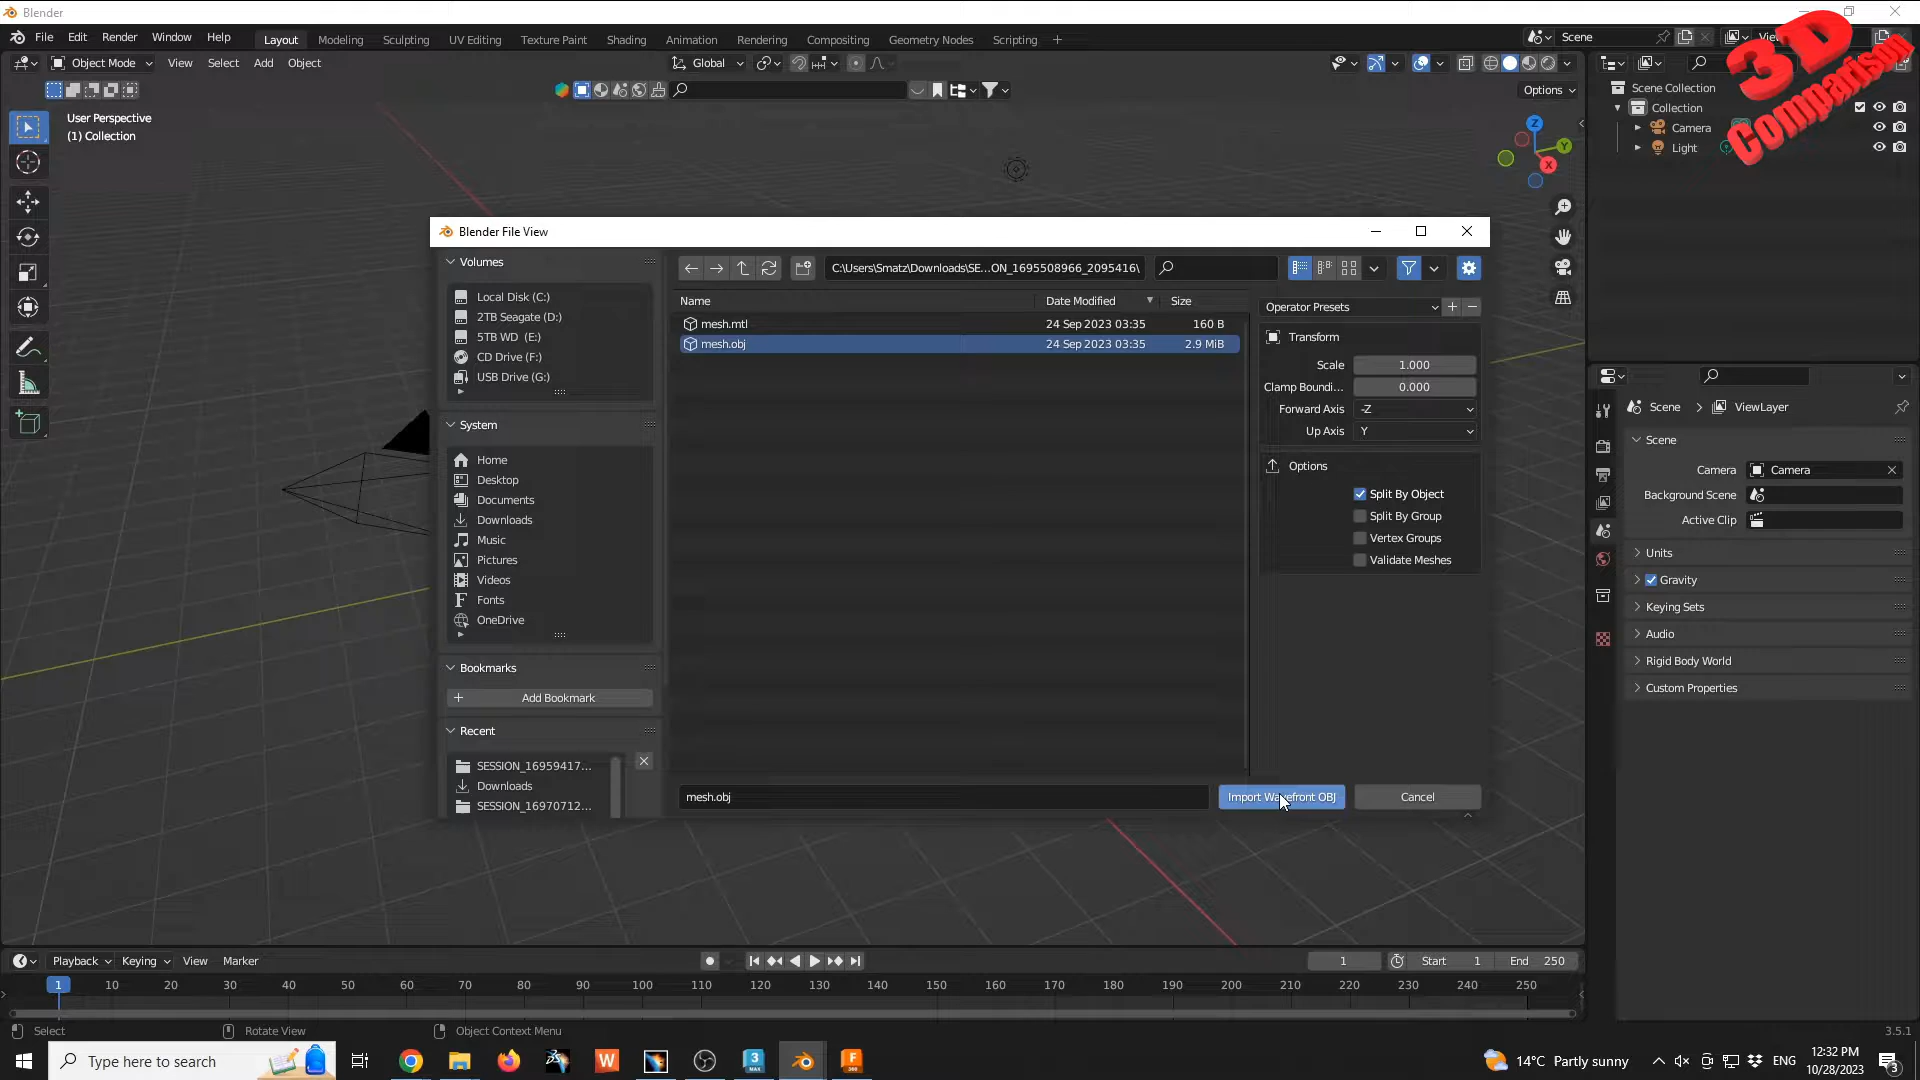 Blender
File Edit Render Window Help
Layout Modeling Sculpting UV Editing Texture Paint Shading Animation Rendering Compositing Geometry Nodes Scripting +
Scene
3D
Comparison
Object Mode View Select Add Object
Global
Options
User Perspective
(1) Collection
Z
Y
X
Scene Collection
Collection
Camera
Light
Blender File View
Volumes
Local Disk (C:)
2TB Seagate (D:)
5TB WD (E:)
CD Drive (F:)
USB Drive (G:)
System
Home
Desktop
Documents
Downloads
Music
Pictures
Videos
Fonts
OneDrive
Bookmarks
Add Bookmark
Recent
SESSION_16959417...
Downloads
SESSION_16970712...
C:\Users\Smatz\Downloads\SE...ON_1695508966_2095416\
Name Date Modified Size
mesh.mtl 24 Sep 2023 03:35 160 B
mesh.obj 24 Sep 2023 03:35 2.9 MiB
Operator Presets
Transform
Scale 1.000
Clamp Boundi... 0.000
Forward Axis -Z
Up Axis Y
Options
Split By Object
Split By Group
Vertex Groups
Validate Meshes
mesh.obj
Import Wavefront OBJ Cancel
Scene ViewLayer
Scene
Camera Camera
Background Scene
Active Clip
Units
Gravity
Keying Sets
Audio
Rigid Body World
Custom Properties
Playback Keying View Marker
1 Start 1 End 250
1 10 20 30 40 50 60 70 80 90 100 110 120 130 140 150 160 170 180 190 200 210 220 230 240 250
Select Rotate View Object Context Menu
3.5.1
Type here to search
14°C Partly sunny
ENG
12:32 PM
10/28/2023
3